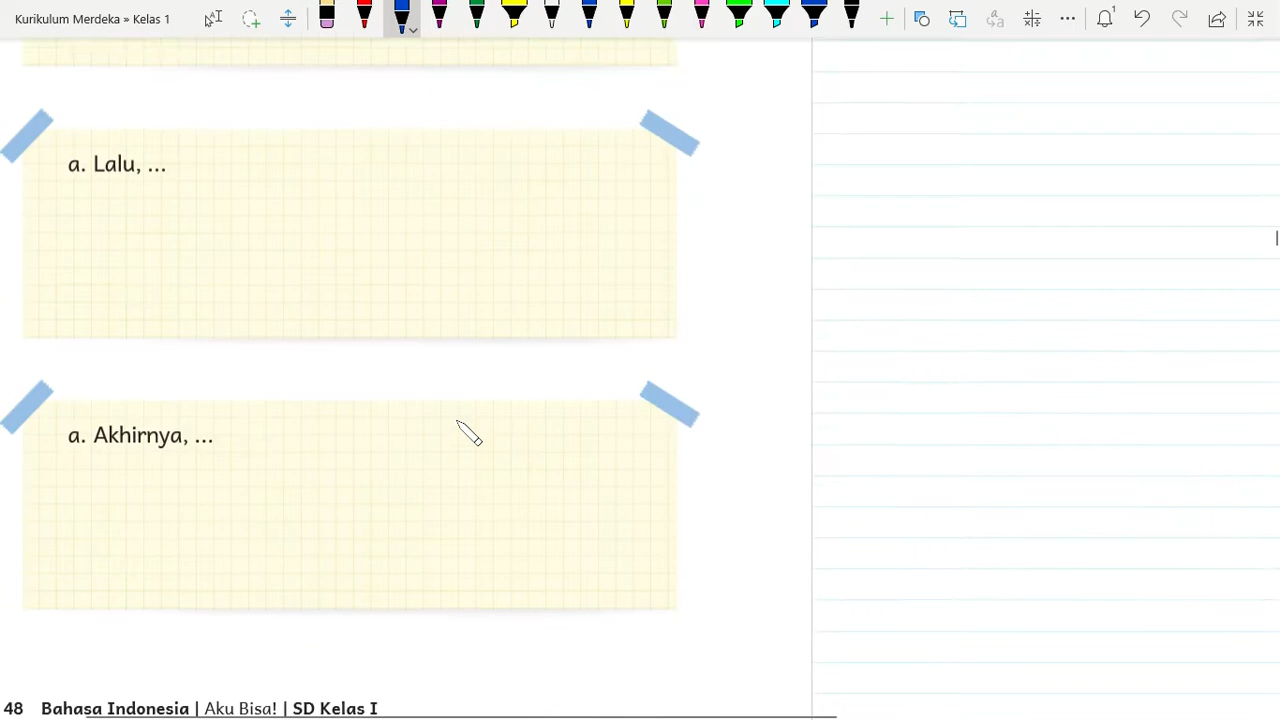 Kurikulum Merdeka » Kelas 1
a. Lalu, ...
a. Akhirnya, ...
48 Bahasa Indonesia | Aku Bisa! | SD Kelas I